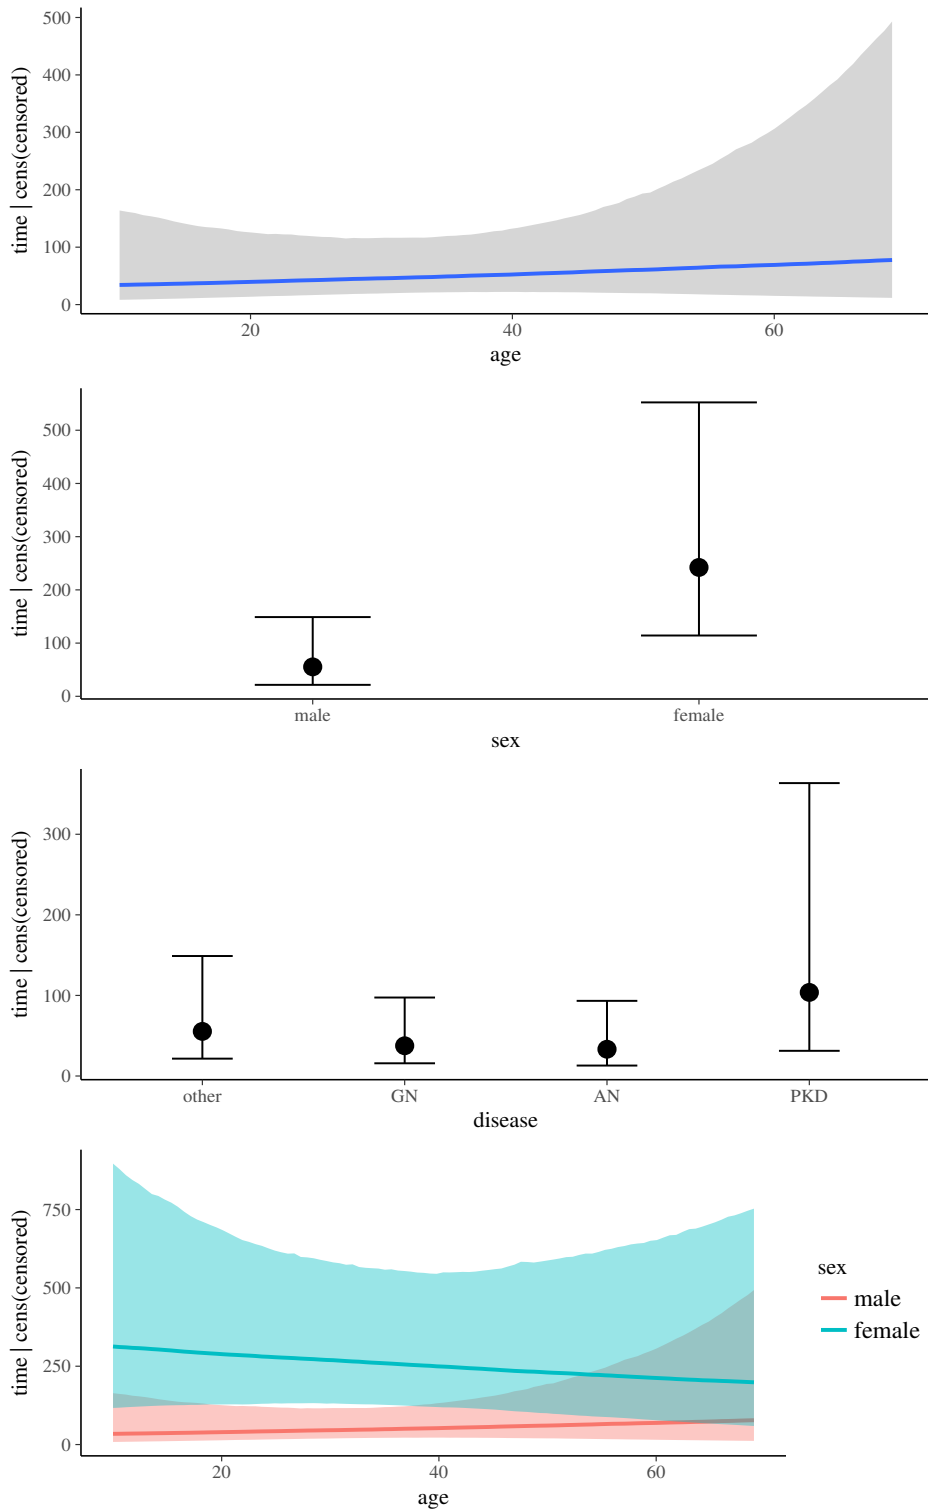 500
400
300
200
100
0
time | cens(censored)
20 40 60
age
500
400
300
200
100
0
time | cens(censored)
male female
sex
300
200
100
0
time | cens(censored)
other GN AN PKD
disease
750
500
250
0
time | cens(censored)
20 40 60
age
sex
male
female